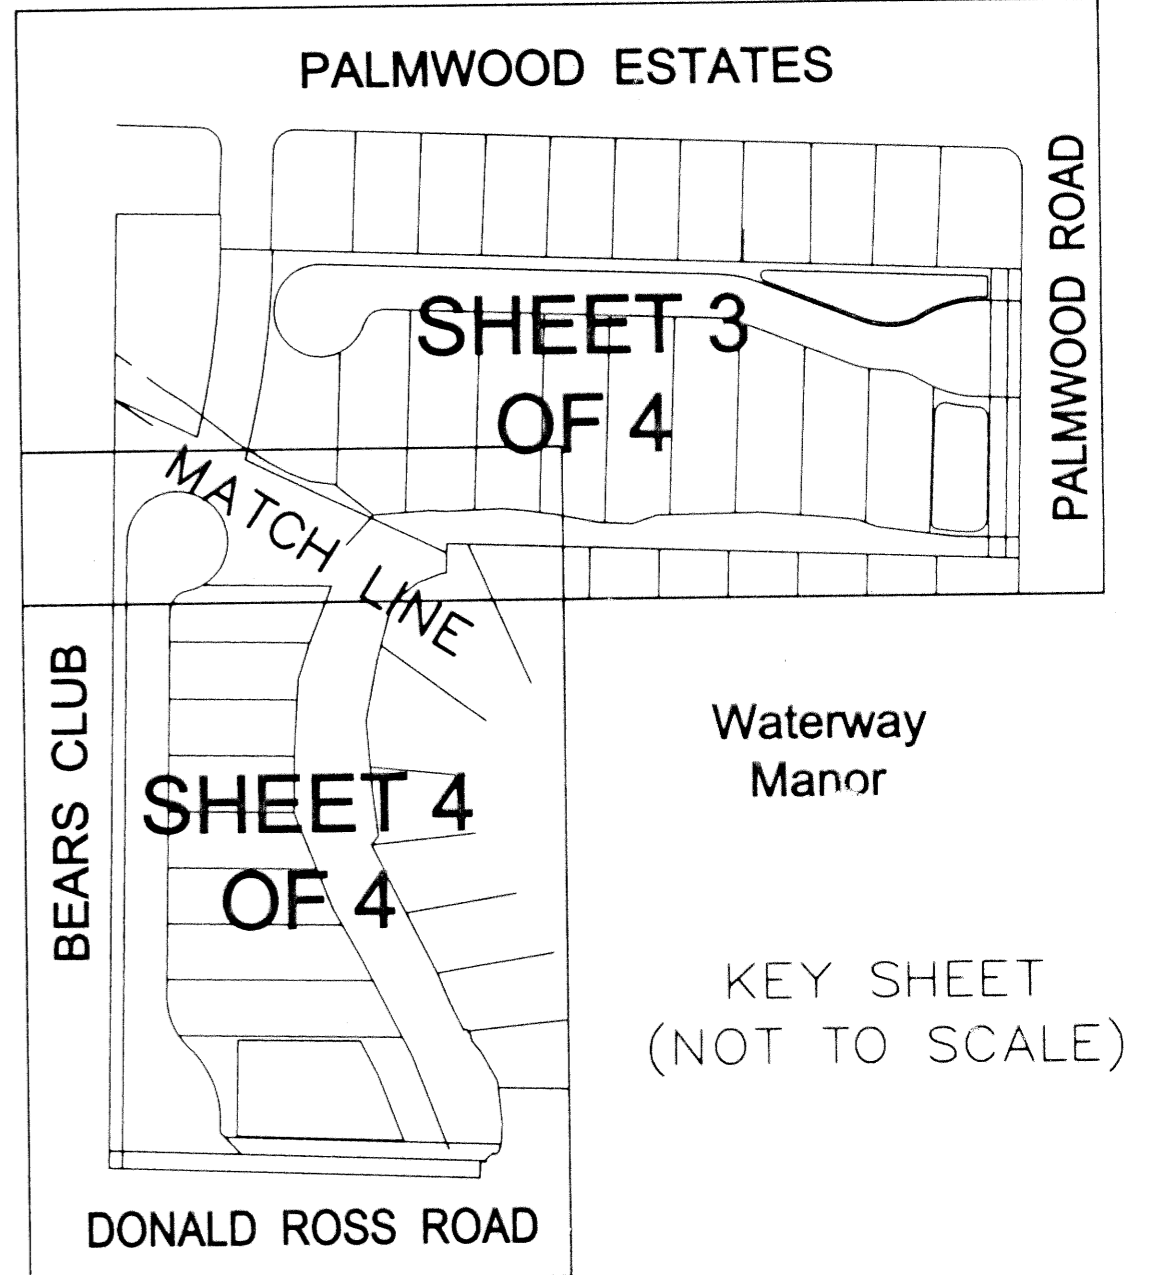 PALMWOOD ESTATES
PALMWOOD ROAD
SHEET 3
OF 4
MATCH LINE
BEARS CLUB
Waterway
Manor
SHEET 4
OF 4
KEY SHEET
(NOT TO SCALE)
DONALD ROSS ROAD